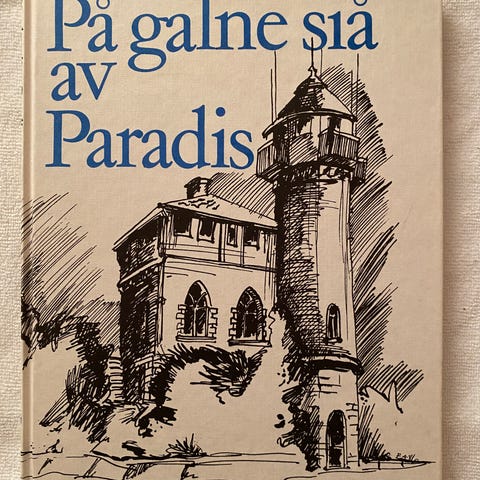 På galne siå
av
Paradis